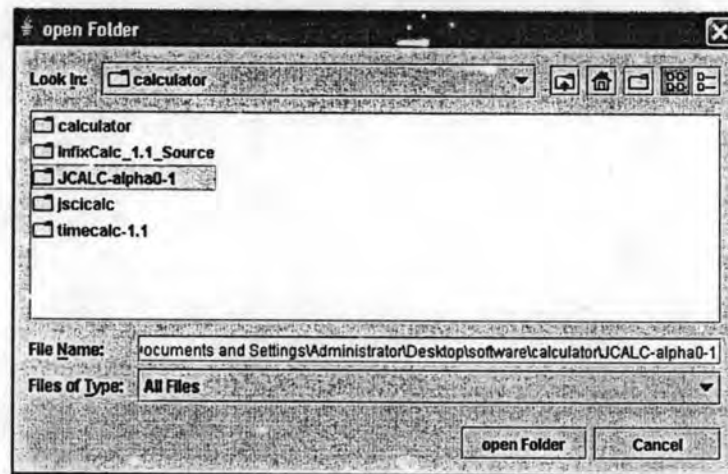 open Folder
Look In: calculator
calculator
InfixCalc_1.1_Source
JCALC-alpha0-1
jscicalc
timecalc-1.1
File Name: ocuments and Settings\Administrator\Desktop\software\calculator\JCALC-alpha0-1
Files of Type: All Files
open Folder Cancel